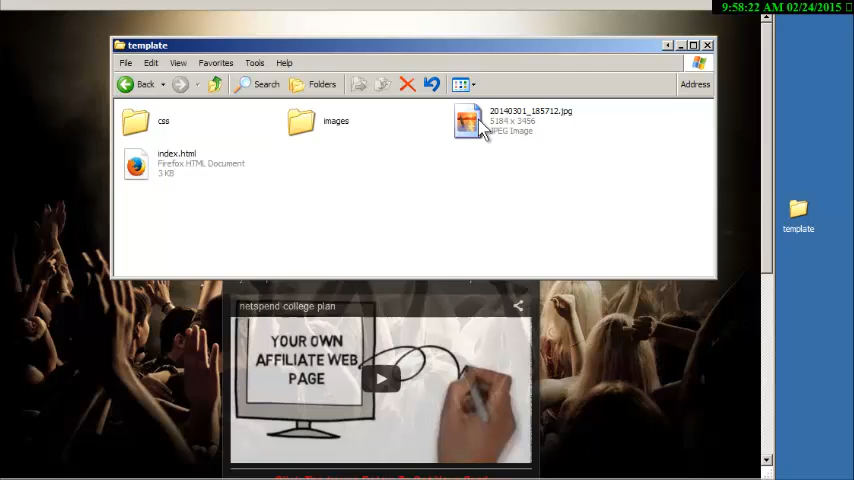 9:58:22 AM 02/24/2015
template
File Edit View Favorites Tools Help
Back Search Folders Address
css
images
20140301_185712.jpg
5184 x 3456
JPEG Image
index.html
Firefox HTML Document
3 KB
template
netspend college plan
YOUR OWN
AFFILIATE WEB
PAGE